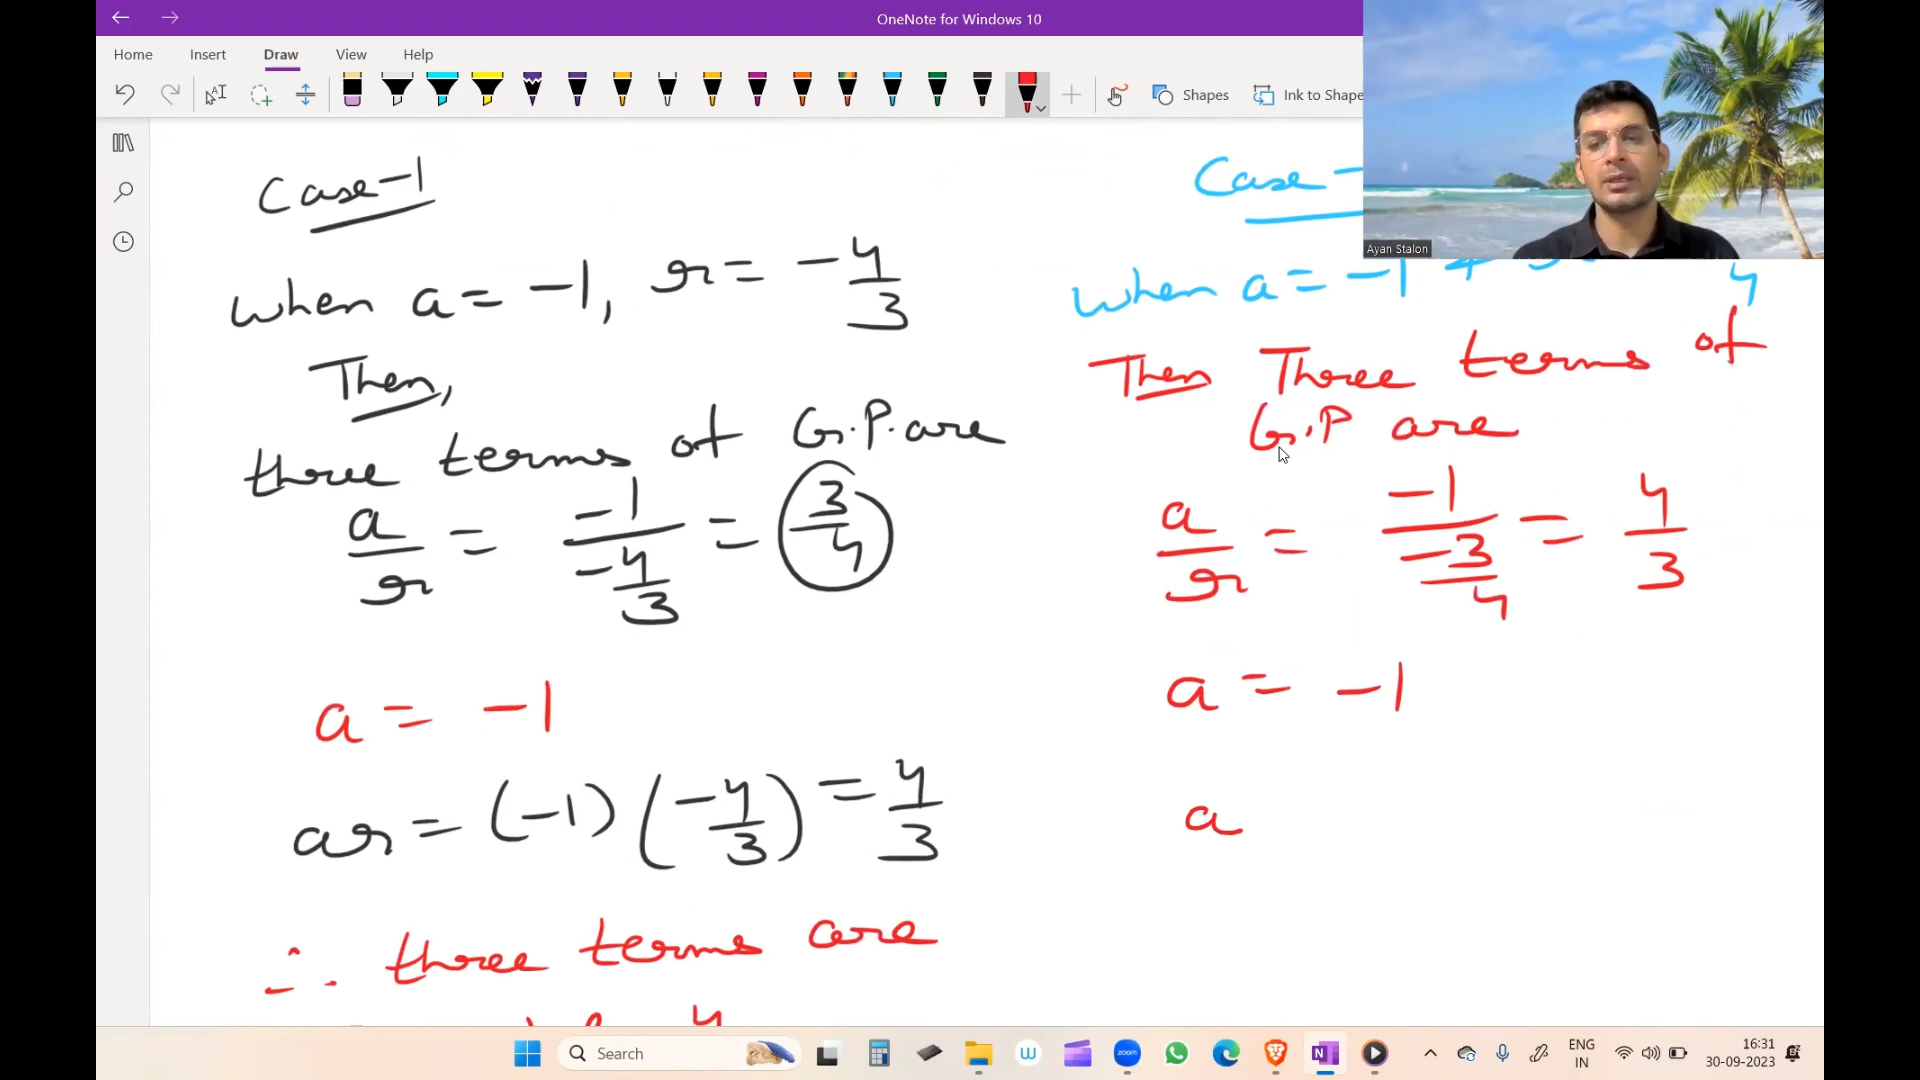 OneNote for Windows 10
Home Insert Draw View Help
Shapes Ink to Shape
Ayan Stalon
Case-1
when a = -1, r = -4/3
Then,
three terms of G.P. are
a/r = -1/(-4/3) = 3/4
a = -1
ar = (-1)(-4/3) = 4/3
∴ three terms are
Case-
when a = -1
4
Then Three terms of
G.P are
a/r = -1/(-3/4) = 4/3
a = -1
a
Search
zoom
ENG
IN
16:31
30-09-2023